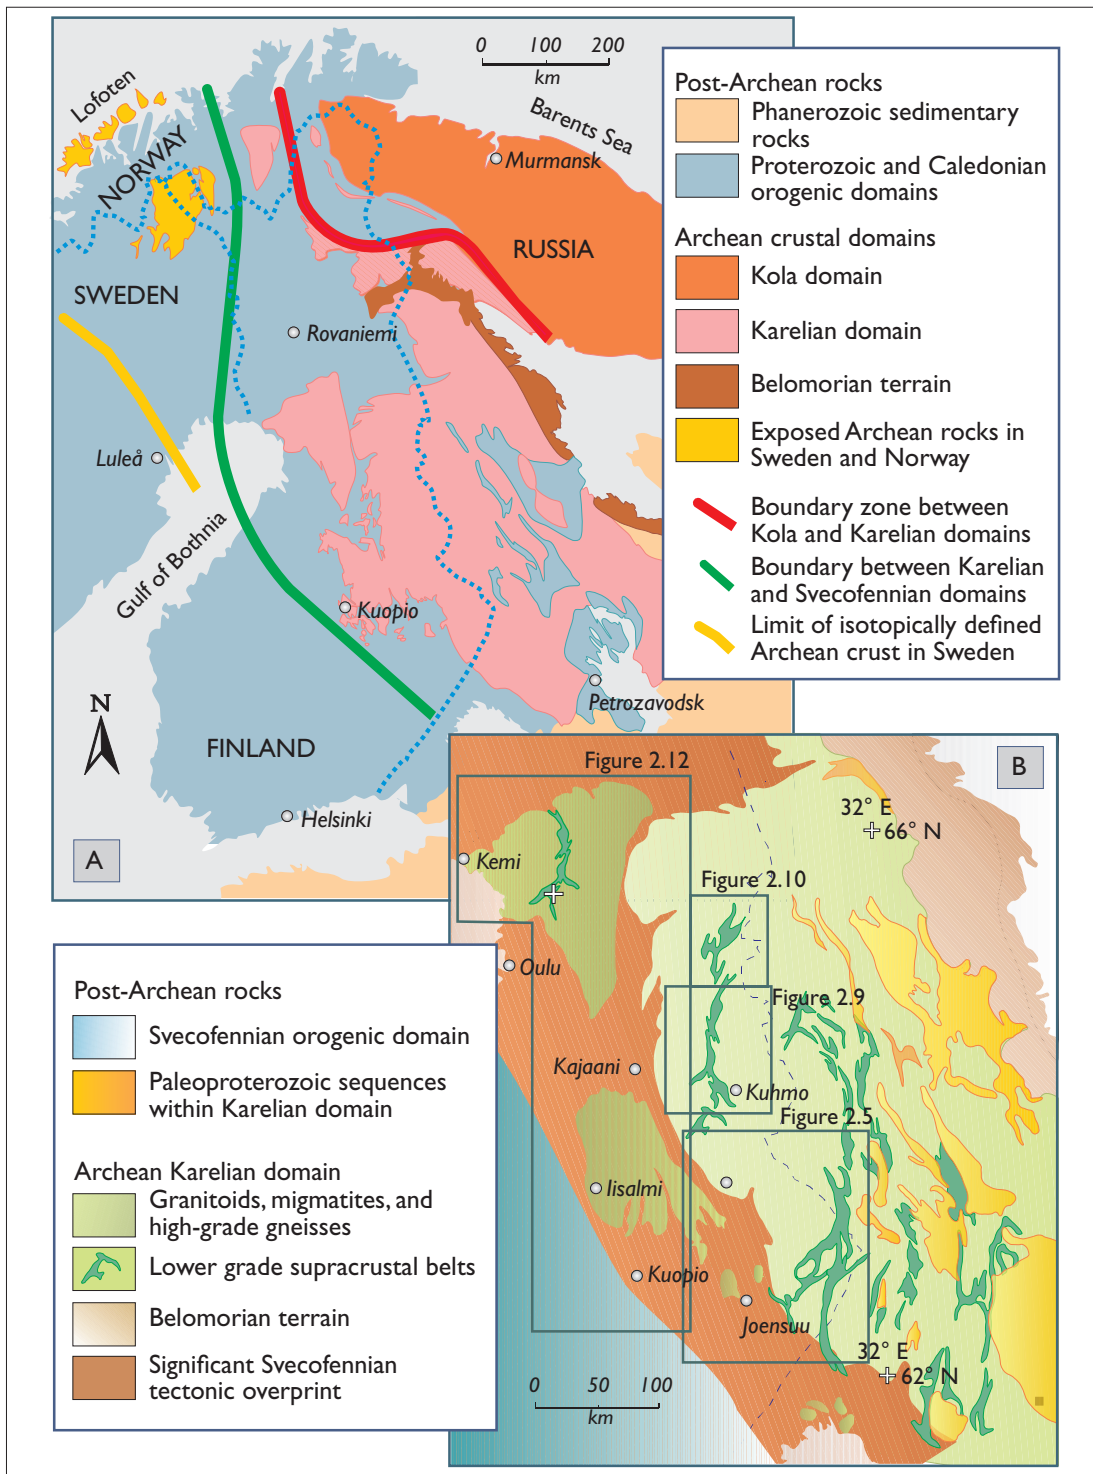 0 100 200
km
Lofoten
NORWAY
Barents Sea
Murmansk
RUSSIA
SWEDEN
Rovaniemi
Luleå
Gulf of Bothnia
Kuopio
Petrozavodsk
N
FINLAND
Helsinki
A
Post-Archean rocks
Phanerozoic sedimentary
rocks
Proterozoic and Caledonian
orogenic domains
Archean crustal domains
Kola domain
Karelian domain
Belomorian terrain
Exposed Archean rocks in
Sweden and Norway
Boundary zone between
Kola and Karelian domains
Boundary between Karelian
and Svecofennian domains
Limit of isotopically defined
Archean crust in Sweden
Figure 2.12
B
32° E
66° N
Kemi
Figure 2.10
Oulu
Figure 2.9
Kajaani
Kuhmo
Figure 2.5
Iisalmi
Kuopio
Joensuu
32° E
62° N
0 50 100
km
Post-Archean rocks
Svecofennian orogenic domain
Paleoproterozoic sequences
within Karelian domain
Archean Karelian domain
Granitoids, migmatites, and
high-grade gneisses
Lower grade supracrustal belts
Belomorian terrain
Significant Svecofennian
tectonic overprint